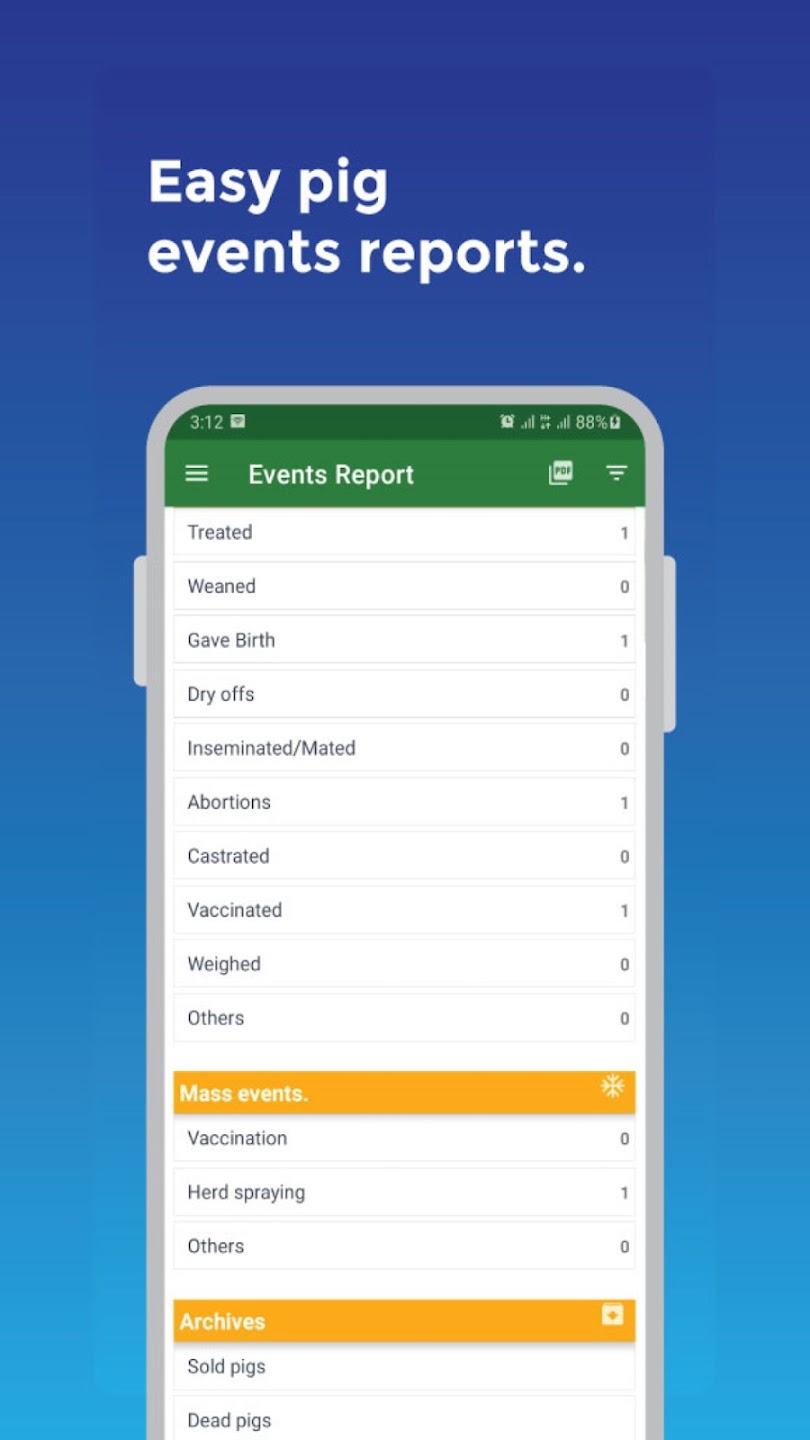 Easy pig
events reports.
3:12 88%
Events Report PDF
Treated 1
Weaned 0
Gave Birth 1
Dry offs 0
Inseminated/Mated 0
Abortions 1
Castrated 0
Vaccinated 1
Weighed 0
Others 0
Mass events.
Vaccination 0
Herd spraying 1
Others 0
Archives
Sold pigs
Dead pigs